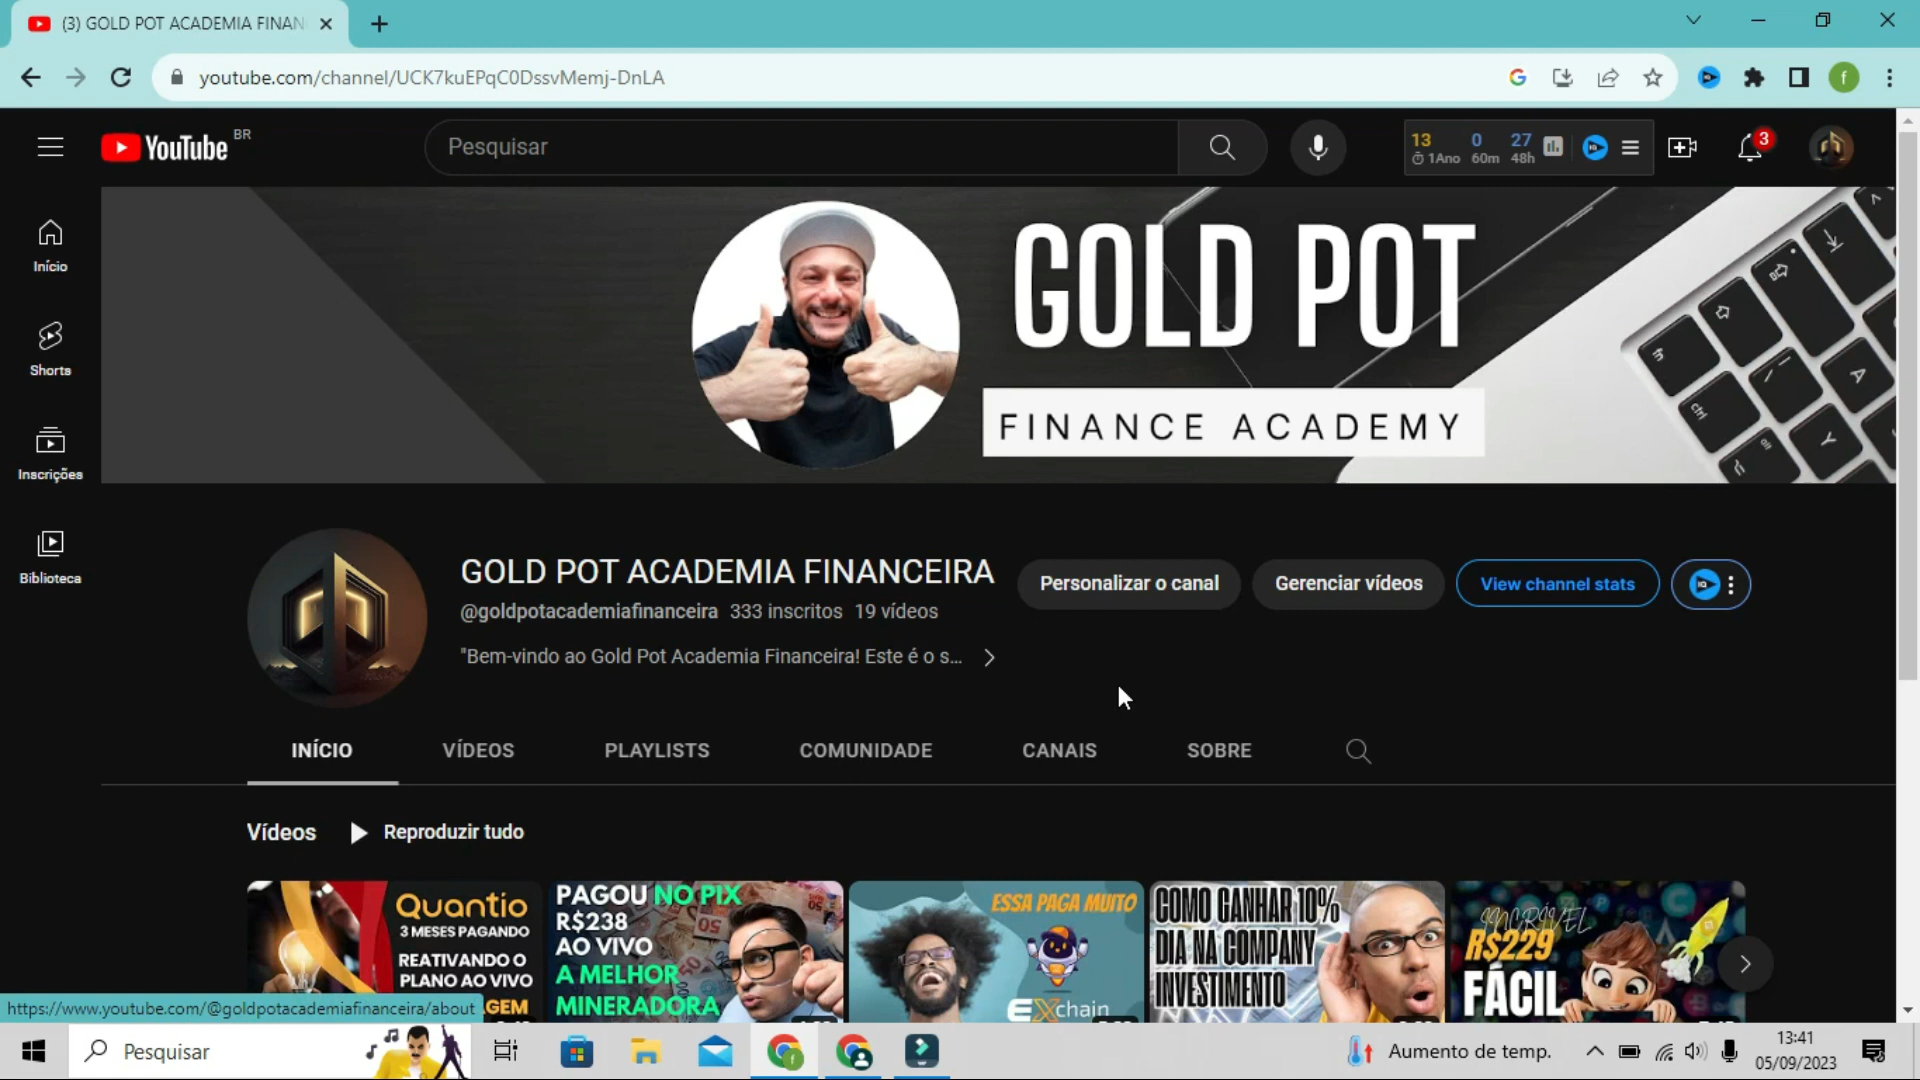 (3) GOLD POT ACADEMIA FINAN
youtube.com/channel/UCK7kuEPqC0DssvMemj-DnLA
f
YouTube BR
Pesquisar
13 0 27
1Ano 60m 48h
3
Início
Shorts
Inscrições
Biblioteca
GOLD POT
FINANCE ACADEMY
GOLD POT ACADEMIA FINANCEIRA
@goldpotacademiafinanceira 333 inscritos 19 vídeos
"Bem-vindo ao Gold Pot Academia Financeira! Este é o s...
Personalizar o canal
Gerenciar vídeos
View channel stats
INÍCIO
VÍDEOS
PLAYLISTS
COMUNIDADE
CANAIS
SOBRE
Vídeos
Reproduzir tudo
Quantio
3 MESES PAGANDO
REATIVANDO O
PLANO AO VIVO
GEM
PAGOU NO PIX
R$238
AO VIVO
A MELHOR
MINERADORA
ESSA PAGA MUITO
EXchain
COMO GANHAR 10%
DIA NA COMPANY
INVESTIMENTO
INCRÍVEL
R$229
FÁCIL
https://www.youtube.com/@goldpotacademiafinanceira/about
Pesquisar
Aumento de temp.
13:41
05/09/2023